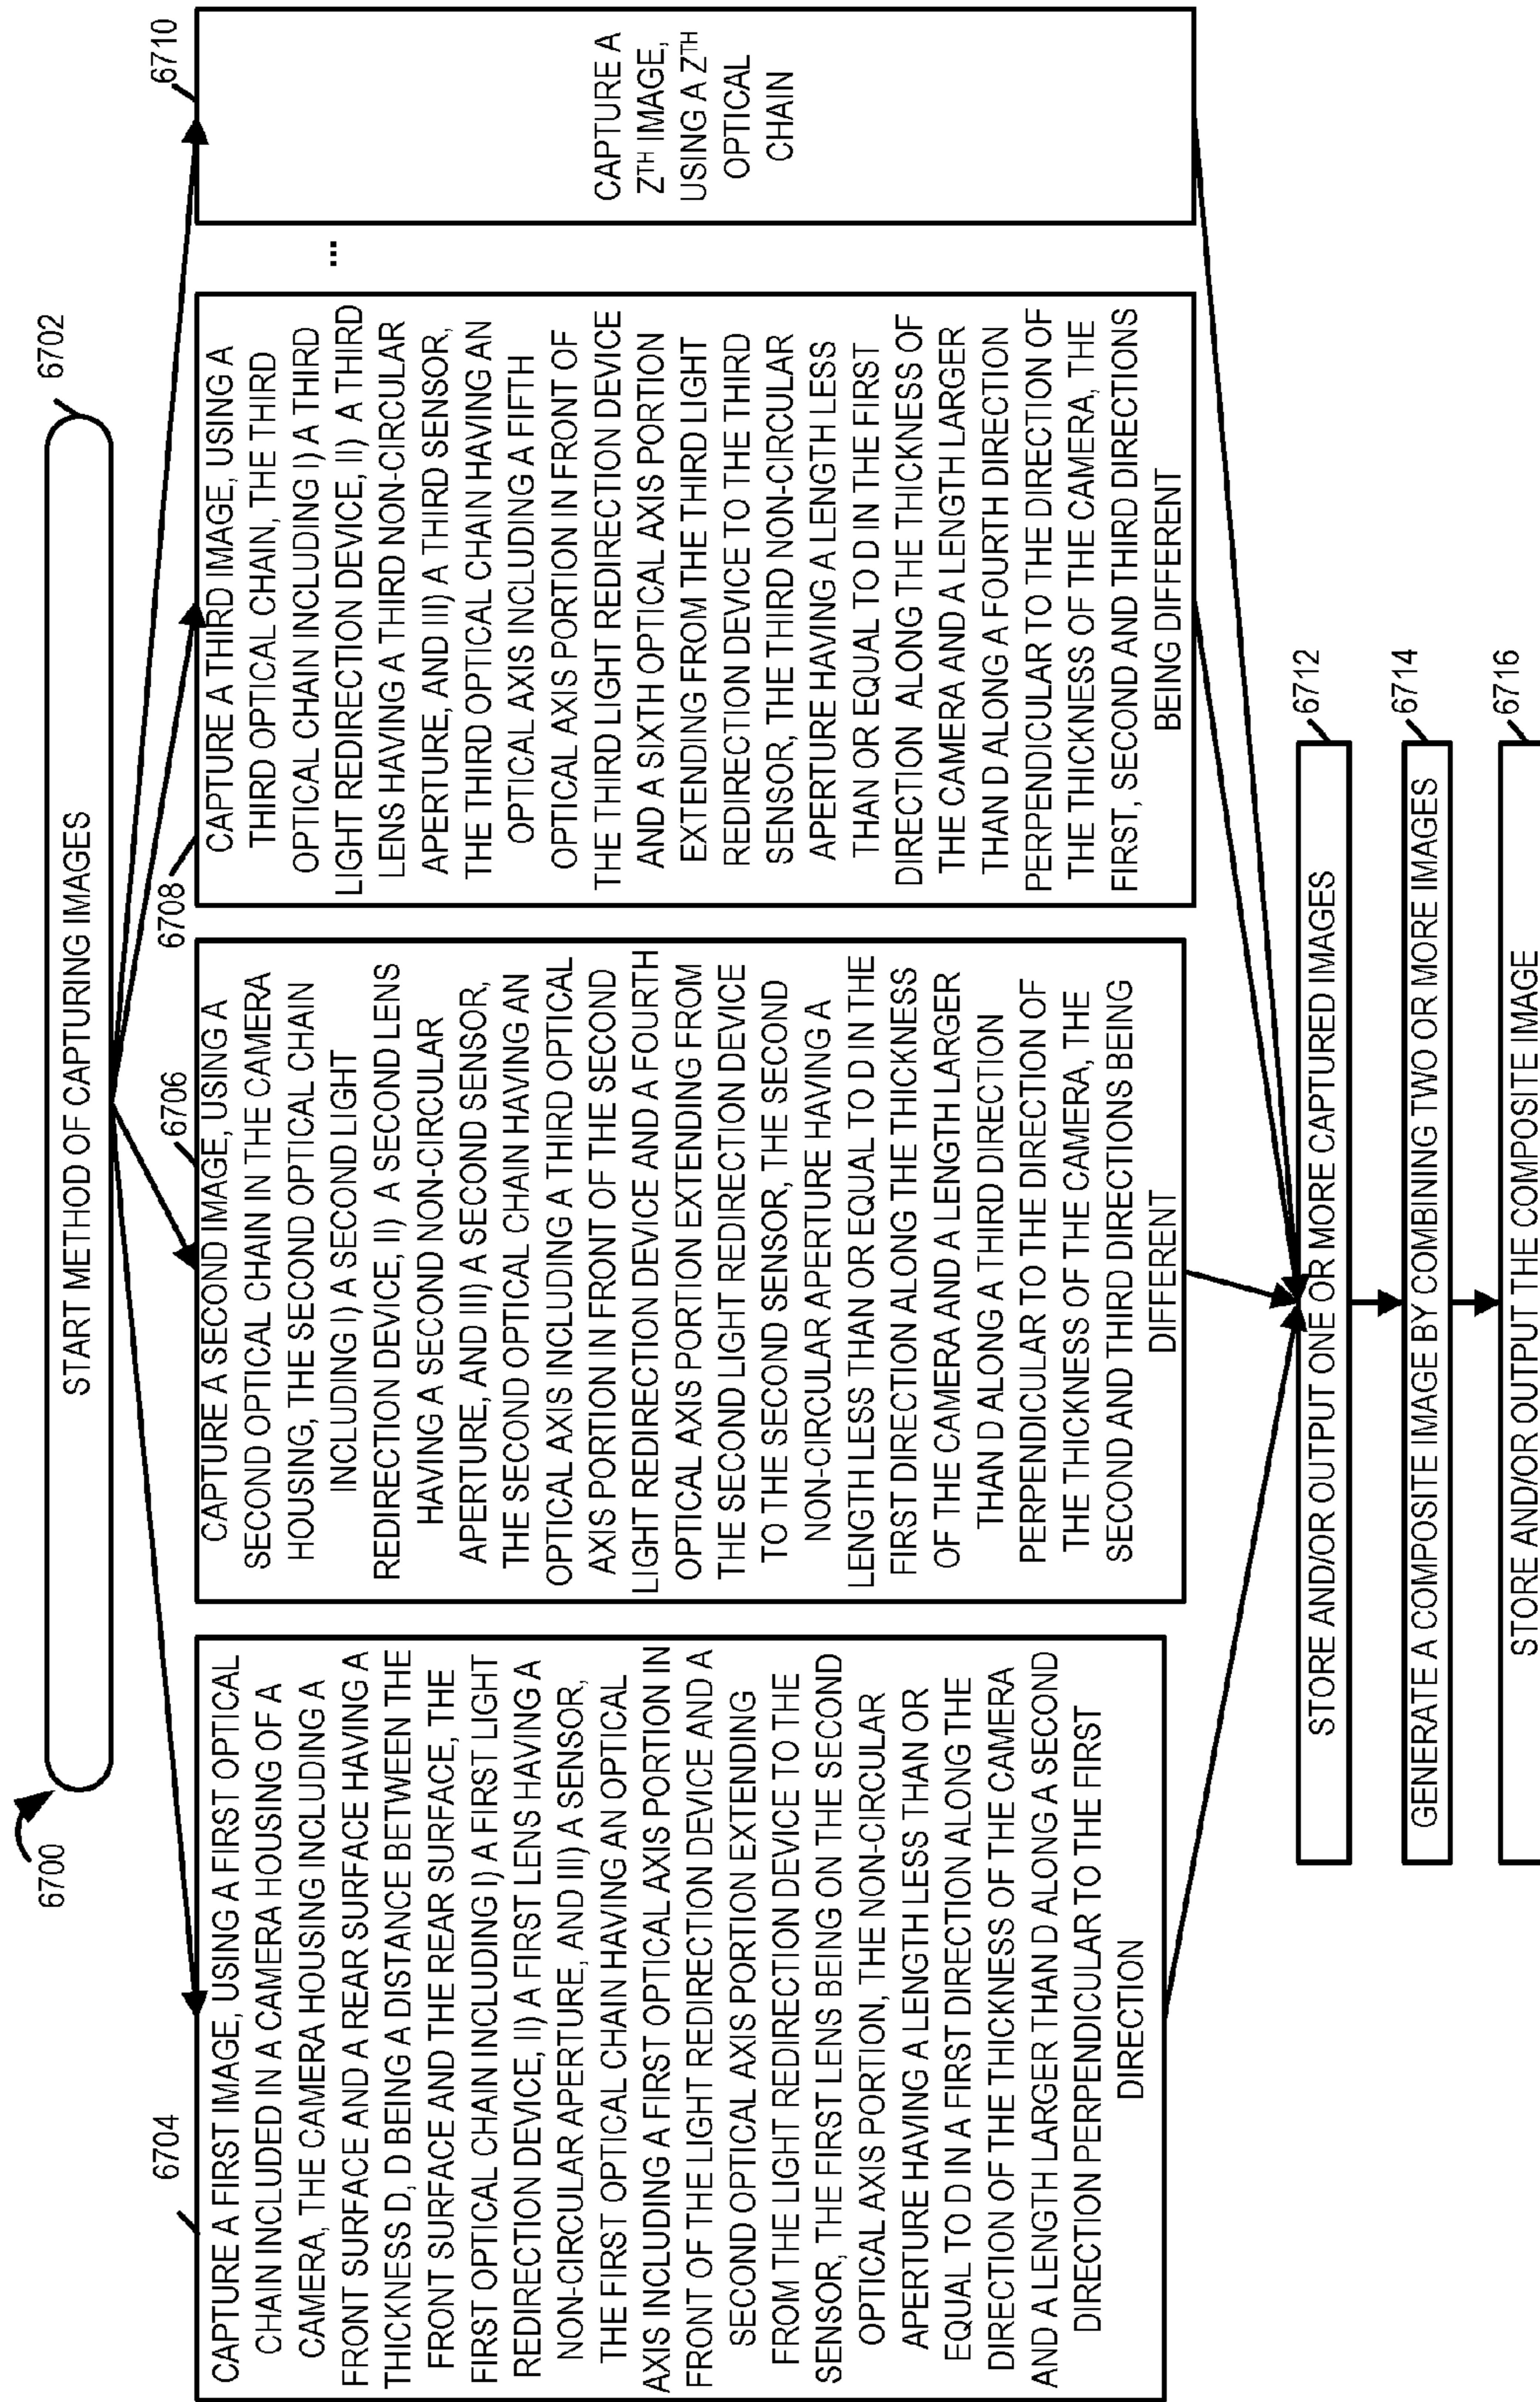 6700
START METHOD OF CAPTURING IMAGES
6702
6704
CAPTURE A FIRST IMAGE, USING A FIRST OPTICAL
CHAIN INCLUDED IN A CAMERA HOUSING OF A
CAMERA, THE CAMERA HOUSING INCLUDING A
FRONT SURFACE AND A REAR SURFACE HAVING A
THICKNESS D, D BEING A DISTANCE BETWEEN THE
FRONT SURFACE AND THE REAR SURFACE, THE
FIRST OPTICAL CHAIN INCLUDING I) A FIRST LIGHT
REDIRECTION DEVICE, II) A FIRST LENS HAVING A
NON-CIRCULAR APERTURE, AND III) A SENSOR,
THE FIRST OPTICAL CHAIN HAVING AN OPTICAL
AXIS INCLUDING A FIRST OPTICAL AXIS PORTION IN
FRONT OF THE LIGHT REDIRECTION DEVICE AND A
SECOND OPTICAL AXIS PORTION EXTENDING
FROM THE LIGHT REDIRECTION DEVICE TO THE
SENSOR, THE FIRST LENS BEING ON THE SECOND
OPTICAL AXIS PORTION, THE NON-CIRCULAR
APERTURE HAVING A LENGTH LESS THAN OR
EQUAL TO D IN A FIRST DIRECTION ALONG THE
DIRECTION OF THE THICKNESS OF THE CAMERA
AND A LENGTH LARGER THAN D ALONG A SECOND
DIRECTION PERPENDICULAR TO THE FIRST
DIRECTION
6706
CAPTURE A SECOND IMAGE, USING A
SECOND OPTICAL CHAIN IN THE CAMERA
HOUSING, THE SECOND OPTICAL CHAIN
INCLUDING I) A SECOND LIGHT
REDIRECTION DEVICE, II) A SECOND LENS
HAVING A SECOND NON-CIRCULAR
APERTURE, AND III) A SECOND SENSOR,
THE SECOND OPTICAL CHAIN HAVING AN
OPTICAL AXIS INCLUDING A THIRD OPTICAL
AXIS PORTION IN FRONT OF THE SECOND
LIGHT REDIRECTION DEVICE AND A FOURTH
OPTICAL AXIS PORTION EXTENDING FROM
THE SECOND LIGHT REDIRECTION DEVICE
TO THE SECOND SENSOR, THE SECOND
NON-CIRCULAR APERTURE HAVING A
LENGTH LESS THAN OR EQUAL TO D IN THE
FIRST DIRECTION ALONG THE THICKNESS
OF THE CAMERA AND A LENGTH LARGER
THAN D ALONG A THIRD DIRECTION
PERPENDICULAR TO THE DIRECTION OF
THE THICKNESS OF THE CAMERA, THE
SECOND AND THIRD DIRECTIONS BEING
DIFFERENT
6708
CAPTURE A THIRD IMAGE, USING A
THIRD OPTICAL CHAIN, THE THIRD
OPTICAL CHAIN INCLUDING I) A THIRD
LIGHT REDIRECTION DEVICE, II) A THIRD
LENS HAVING A THIRD NON-CIRCULAR
APERTURE, AND III) A THIRD SENSOR,
THE THIRD OPTICAL CHAIN HAVING AN
OPTICAL AXIS INCLUDING A FIFTH
OPTICAL AXIS PORTION IN FRONT OF
THE THIRD LIGHT REDIRECTION DEVICE
AND A SIXTH OPTICAL AXIS PORTION
EXTENDING FROM THE THIRD LIGHT
REDIRECTION DEVICE TO THE THIRD
SENSOR, THE THIRD NON-CIRCULAR
APERTURE HAVING A LENGTH LESS
THAN OR EQUAL TO D IN THE FIRST
DIRECTION ALONG THE THICKNESS OF
THE CAMERA AND A LENGTH LARGER
THAN D ALONG A FOURTH DIRECTION
PERPENDICULAR TO THE DIRECTION OF
THE THICKNESS OF THE CAMERA, THE
FIRST, SECOND AND THIRD DIRECTIONS
BEING DIFFERENT
...
6710
CAPTURE A
ZTH IMAGE,
USING A ZTH
OPTICAL
CHAIN
6712
STORE AND/OR OUTPUT ONE OR MORE CAPTURED IMAGES
6714
GENERATE A COMPOSITE IMAGE BY COMBINING TWO OR MORE IMAGES
6716
STORE AND/OR OUTPUT THE COMPOSITE IMAGE